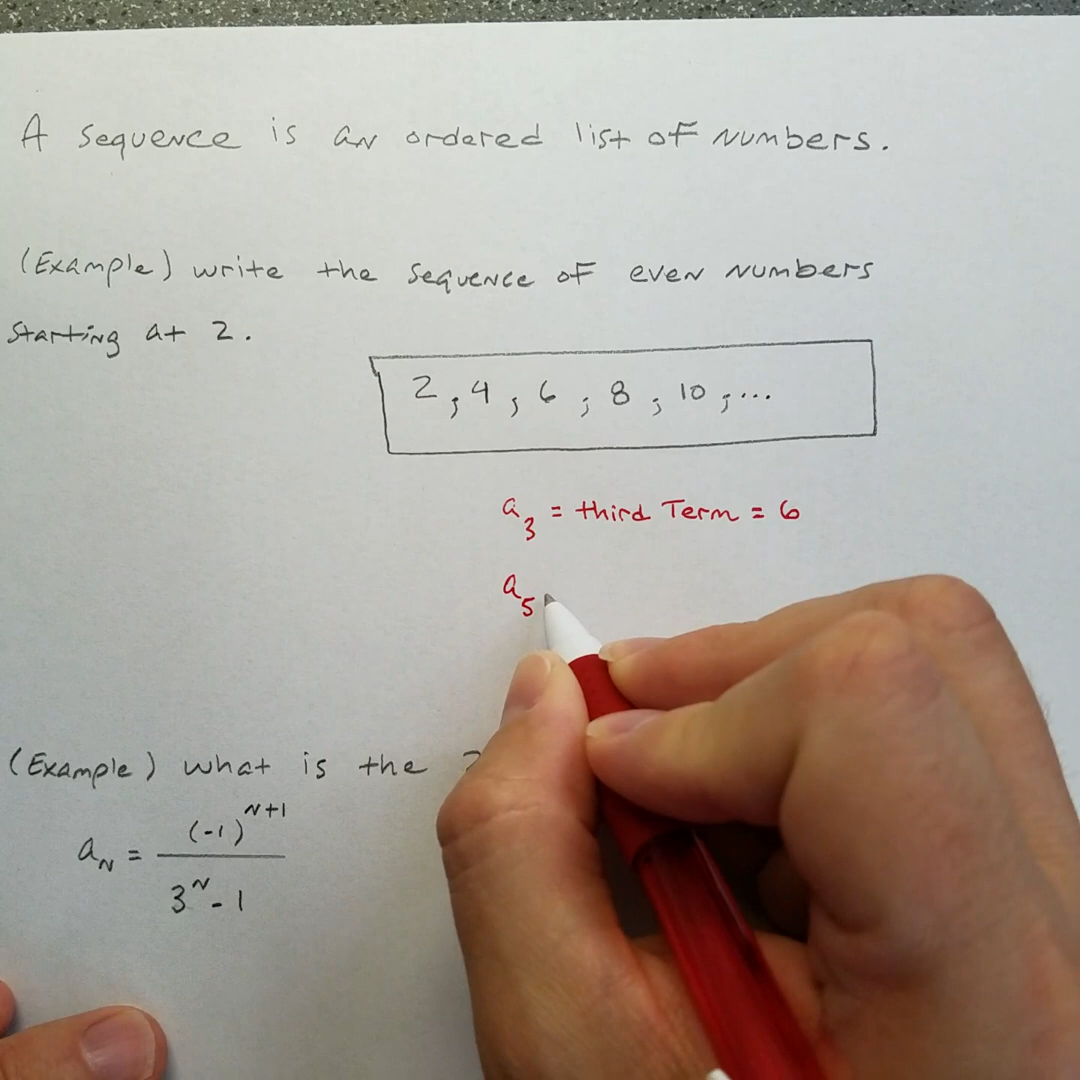 A sequence is an ordered list of numbers.
(Example) write the sequence of even numbers
starting at 2.
2, 4, 6, 8, 10, ...
a₃ = third Term = 6
a₅
(Example) what is the
aₙ = (-1)ⁿ⁺¹ / 3ⁿ - 1